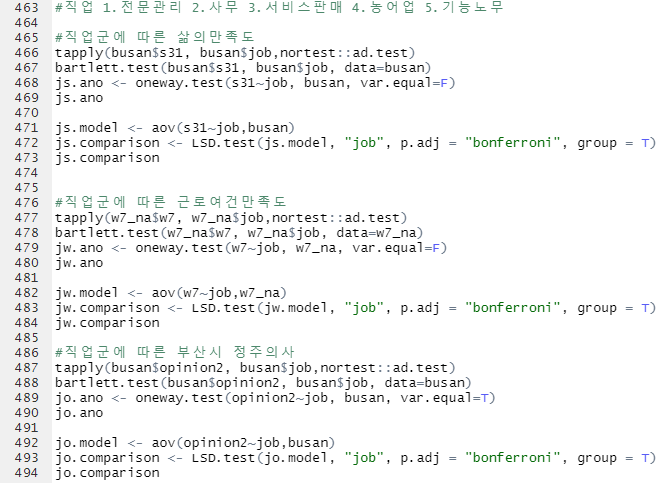 463 #직업 1.전문관리 2.사무 3.서비스판매 4.농어업 5.기능노무
464
465 #직업군에 따른 삶의만족도
466 tapply(busan$s31, busan$job,nortest::ad.test)
467 bartlett.test(busan$s31, busan$job, data=busan)
468 js.ano <- oneway.test(s31~job, busan, var.equal=F)
469 js.ano
470
471 js.model <- aov(s31~job,busan)
472 js.comparison <- LSD.test(js.model, "job", p.adj = "bonferroni", group = T)
473 js.comparison
474
475
476 #직업군에 따른 근로여건만족도
477 tapply(w7_na$w7, w7_na$job,nortest::ad.test)
478 bartlett.test(w7_na$w7, w7_na$job, data=w7_na)
479 jw.ano <- oneway.test(w7~job, w7_na, var.equal=F)
480 jw.ano
481
482 jw.model <- aov(w7~job,w7_na)
483 jw.comparison <- LSD.test(jw.model, "job", p.adj = "bonferroni", group = T)
484 jw.comparison
485
486 #직업군에 따른 부산시 정주의사
487 tapply(busan$opinion2, busan$job,nortest::ad.test)
488 bartlett.test(busan$opinion2, busan$job, data=busan)
489 jo.ano <- oneway.test(opinion2~job, busan, var.equal=T)
490 jo.ano
491
492 jo.model <- aov(opinion2~job,busan)
493 jo.comparison <- LSD.test(jo.model, "job", p.adj = "bonferroni", group = T)
494 jo.comparison